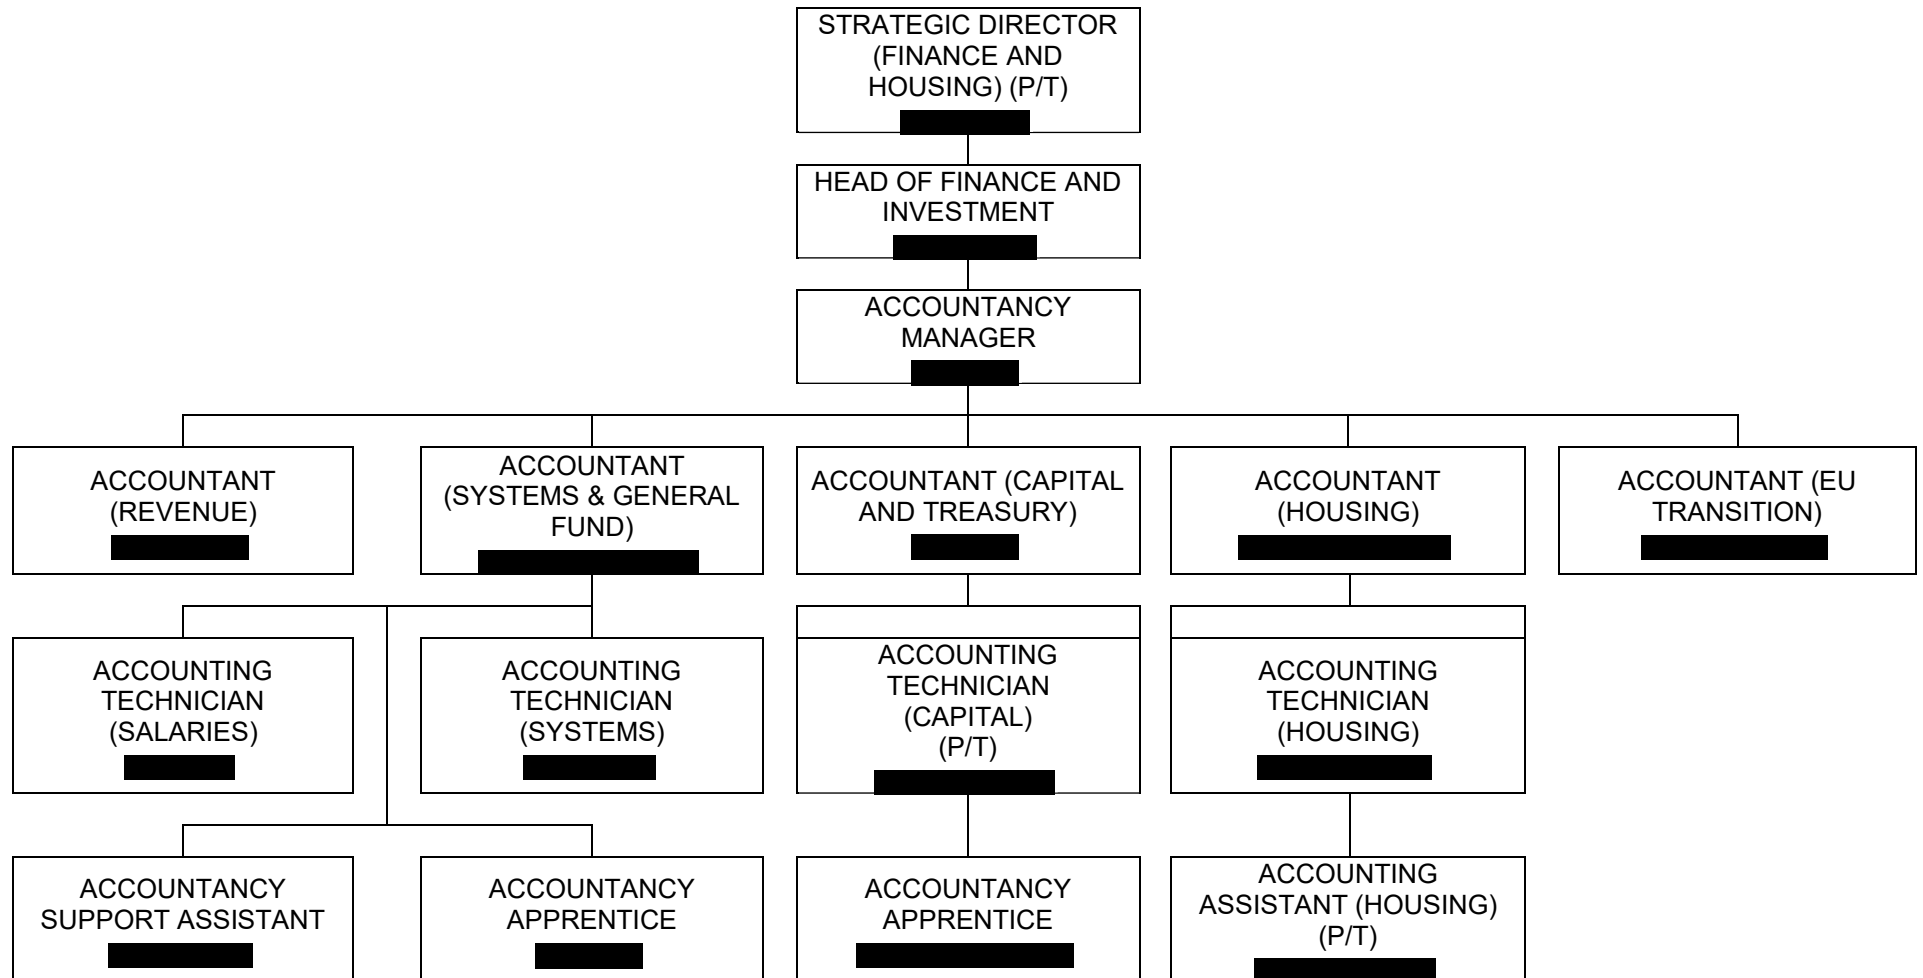 STRATEGIC DIRECTOR
(FINANCE AND
HOUSING) (P/T)
HEAD OF FINANCE AND
INVESTMENT
ACCOUNTANCY
MANAGER
ACCOUNTANT
(REVENUE)
ACCOUNTANT
(SYSTEMS & GENERAL
FUND)
ACCOUNTANT (CAPITAL
AND TREASURY)
ACCOUNTANT
(HOUSING)
ACCOUNTANT (EU
TRANSITION)
ACCOUNTING
TECHNICIAN
(SALARIES)
ACCOUNTING
TECHNICIAN
(SYSTEMS)
ACCOUNTING
TECHNICIAN
(CAPITAL)
(P/T)
ACCOUNTING
TECHNICIAN
(HOUSING)
ACCOUNTANCY
SUPPORT ASSISTANT
ACCOUNTANCY
APPRENTICE
ACCOUNTANCY
APPRENTICE
ACCOUNTING
ASSISTANT (HOUSING)
(P/T)